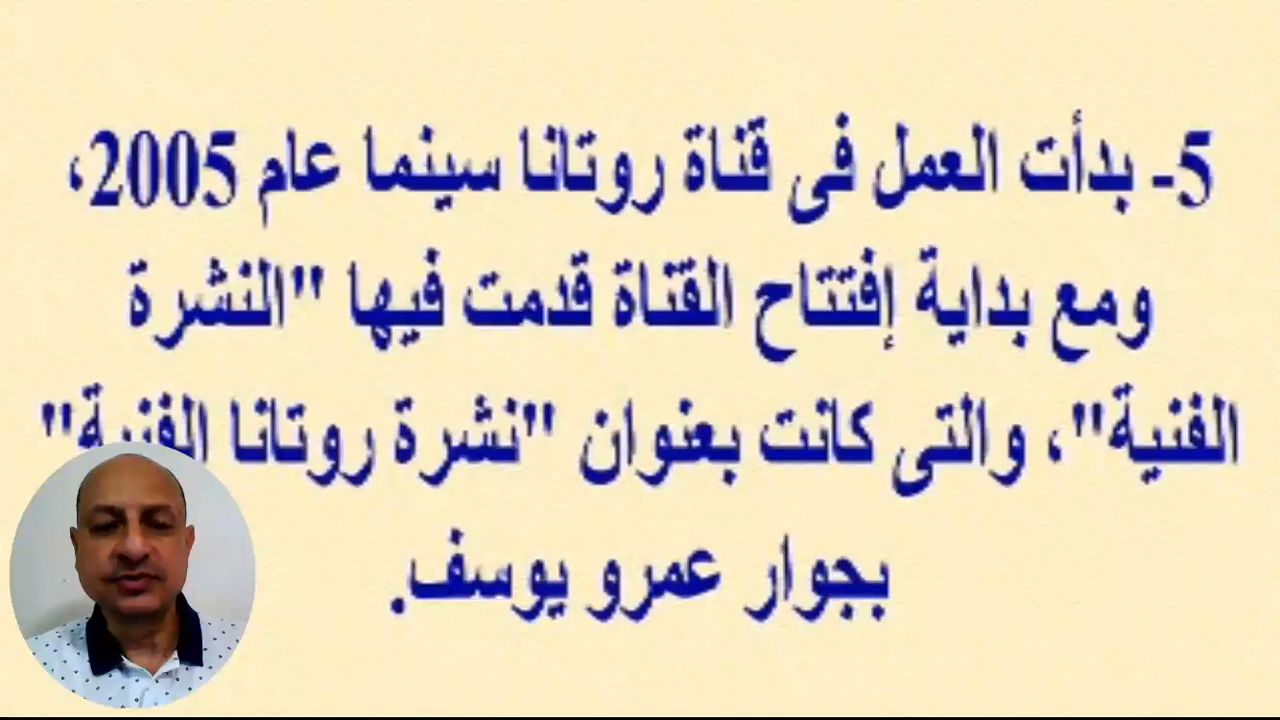 5- بدأت العمل فى قناة روتانا سينما عام 2005،
ومع بداية إفتتاح القناة قدمت فيها "النشرة
الفنية"، والتى كانت بعنوان "نشرة روتانا الفنية"
بجوار عمرو يوسف.